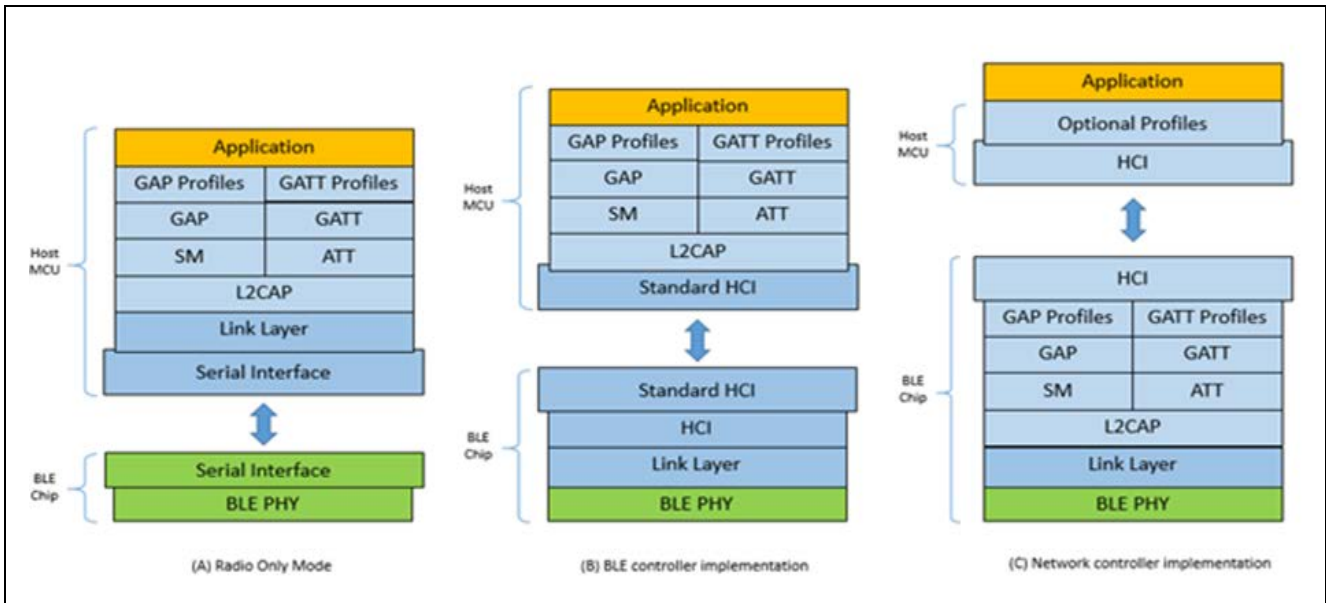 Host
MCU
Application
GAP Profiles GATT Profiles
GAP GATT
SM ATT
L2CAP
Link Layer
Serial Interface
BLE
Chip
Serial Interface
BLE PHY
(A) Radio Only Mode
Host
MCU
Application
GAP Profiles GATT Profiles
GAP GATT
SM ATT
L2CAP
Standard HCI
BLE
Chip
Standard HCI
HCI
Link Layer
BLE PHY
(B) BLE controller implementation
Host
MCU
Application
Optional Profiles
HCI
BLE
Chip
HCI
GAP Profiles GATT Profiles
GAP GATT
SM ATT
L2CAP
Link Layer
BLE PHY
(C) Network controller implementation